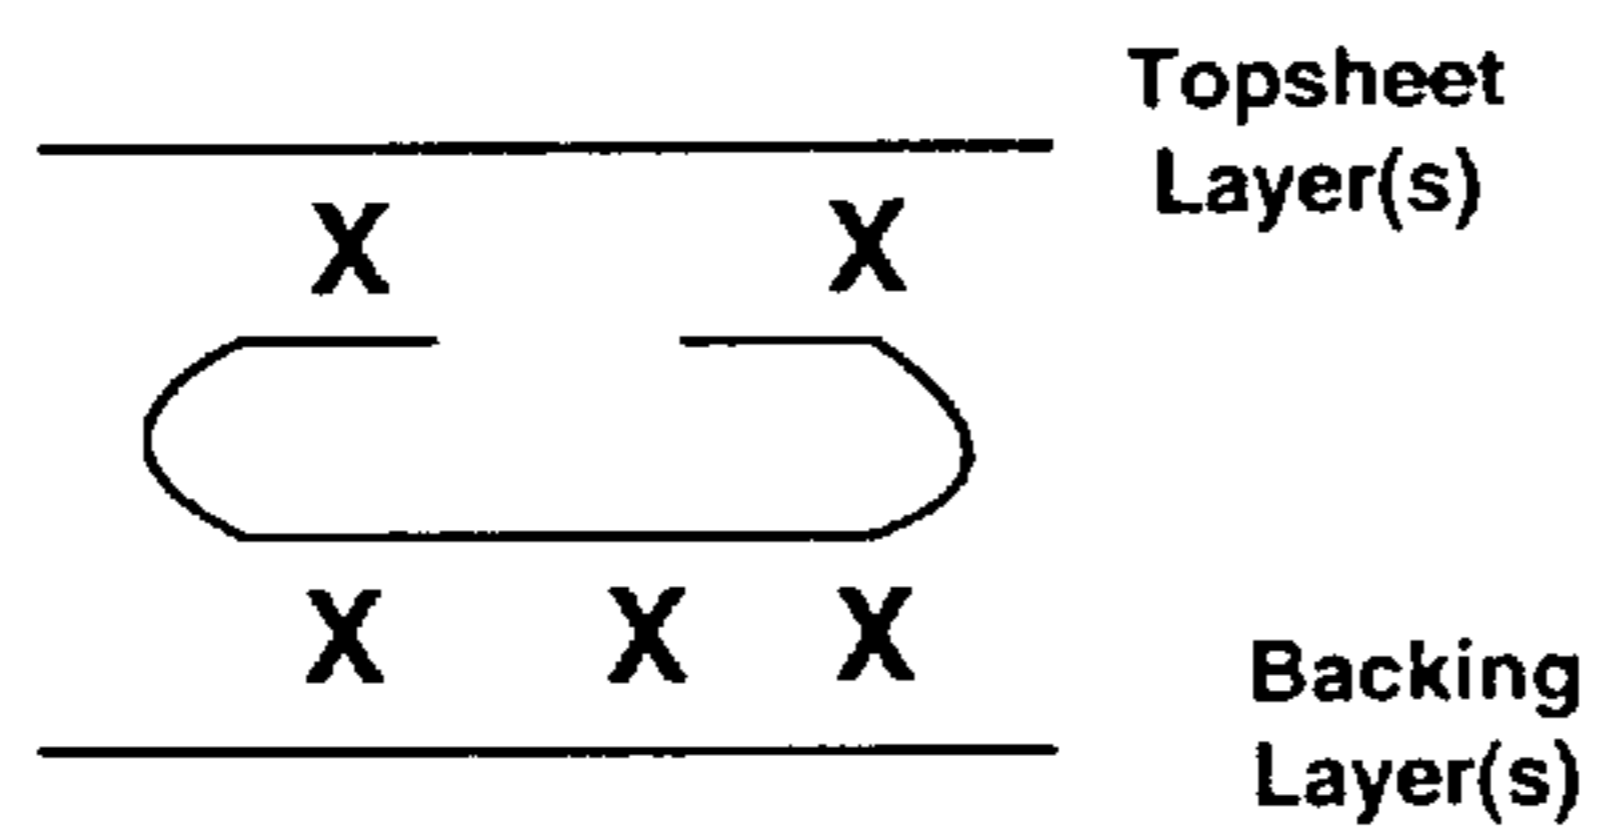 Topsheet
Layer(s)
X X
X X X
Backing
Layer(s)